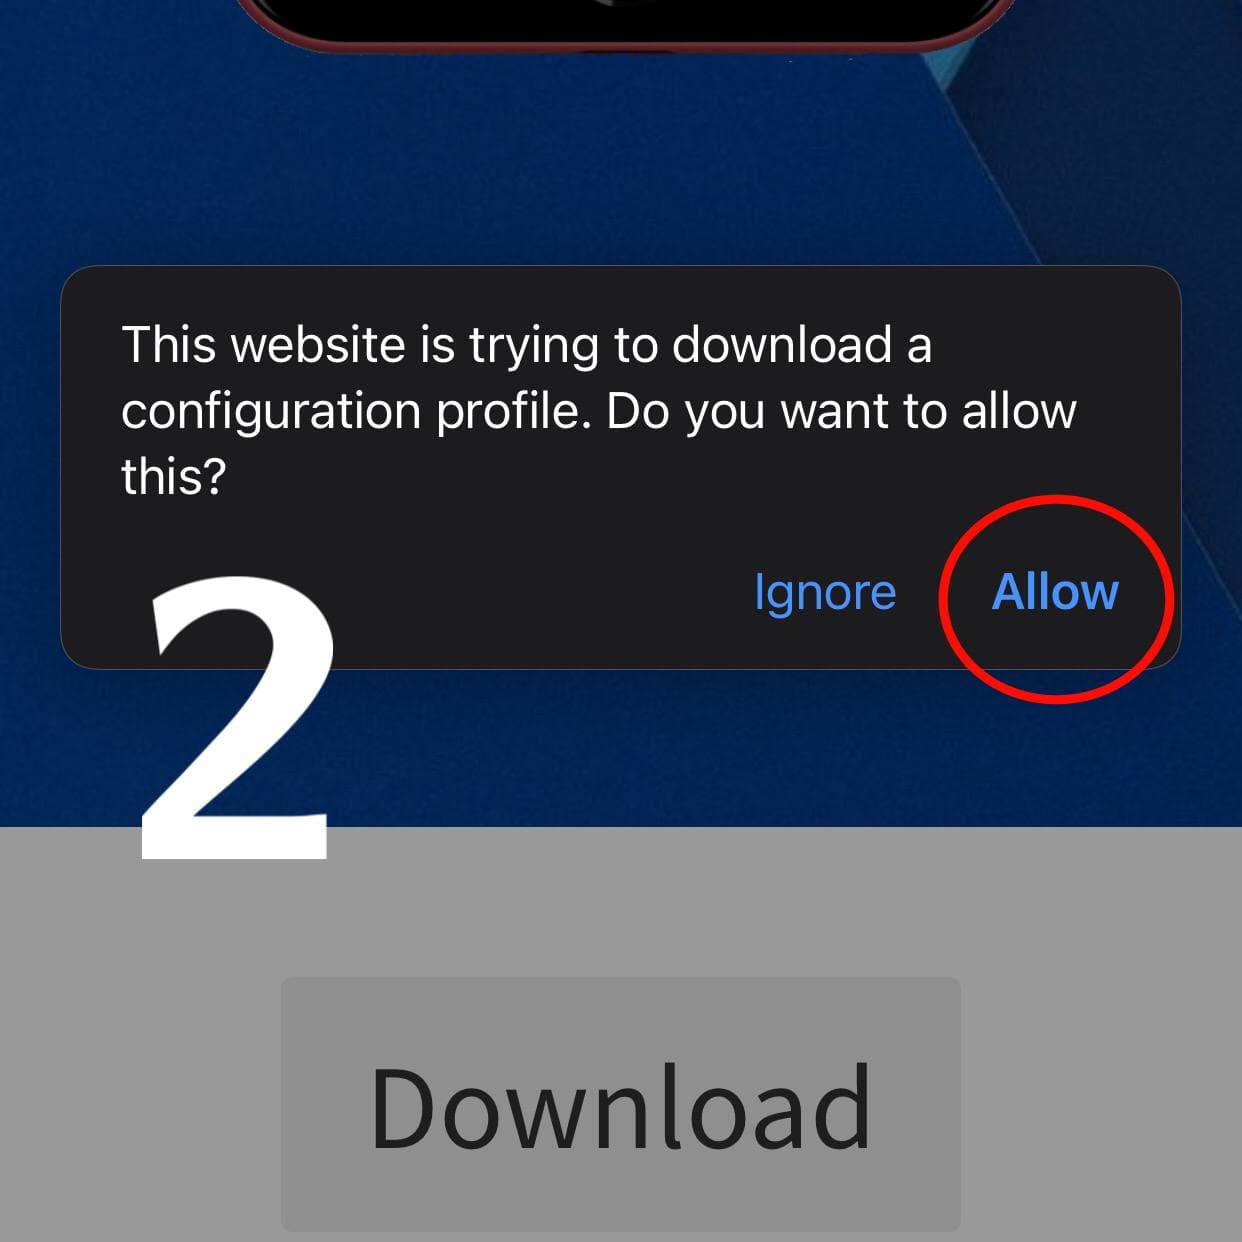 This website is trying to download a
configuration profile. Do you want to allow
this?
Ignore Allow
2
Download